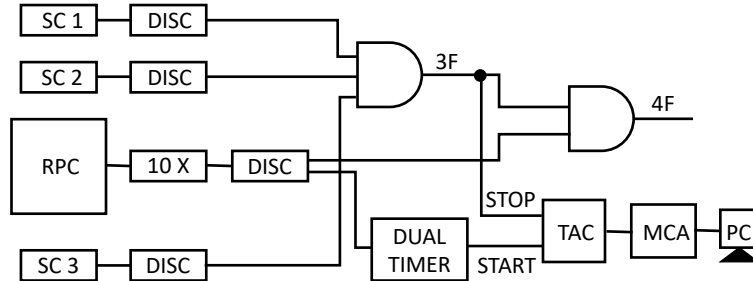 SC 1
DISC
3F
SC 2
DISC
4F
RPC
10 X
DISC
STOP
DUAL
TIMER
START
TAC
MCA
PC
SC 3
DISC